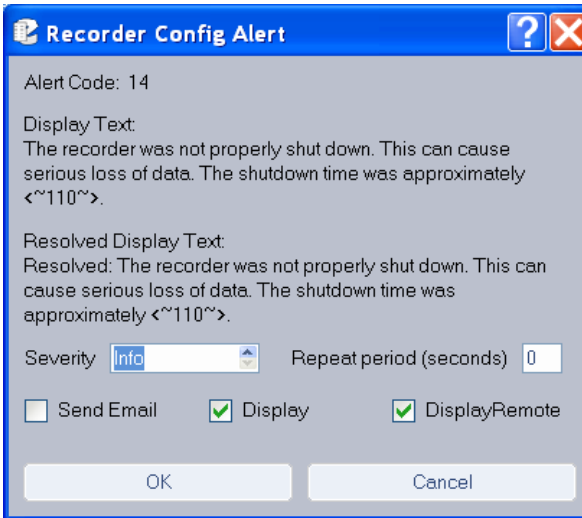 Recorder Config Alert
Alert Code: 14
Display Text:
The recorder was not properly shut down. This can cause
serious loss of data. The shutdown time was approximately
<~110~>.
Resolved Display Text:
Resolved: The recorder was not properly shut down. This can
cause serious loss of data. The shutdown time was
approximately <~110~>.
Severity Info Repeat period (seconds) 0
Send Email Display DisplayRemote
OK Cancel